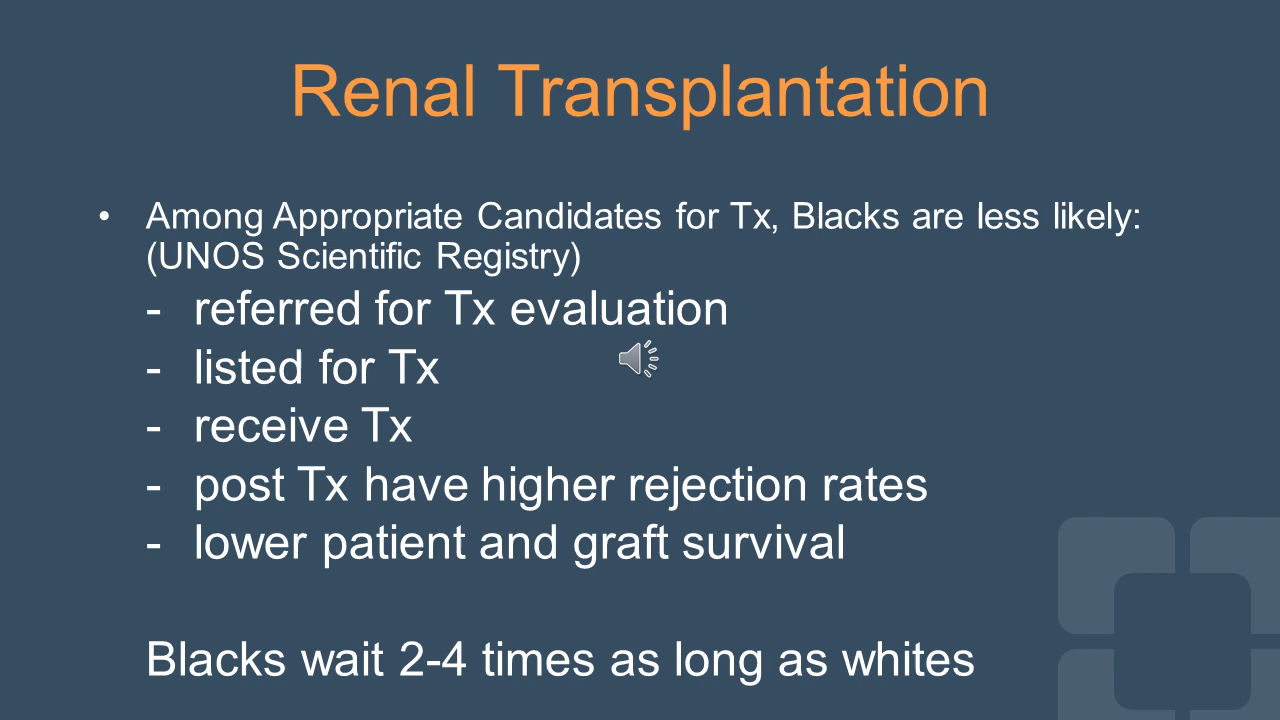 Renal Transplantation
• Among Appropriate Candidates for Tx, Blacks are less likely:
(UNOS Scientific Registry)
- referred for Tx evaluation
- listed for Tx
- receive Tx
- post Tx have higher rejection rates
- lower patient and graft survival
Blacks wait 2-4 times as long as whites